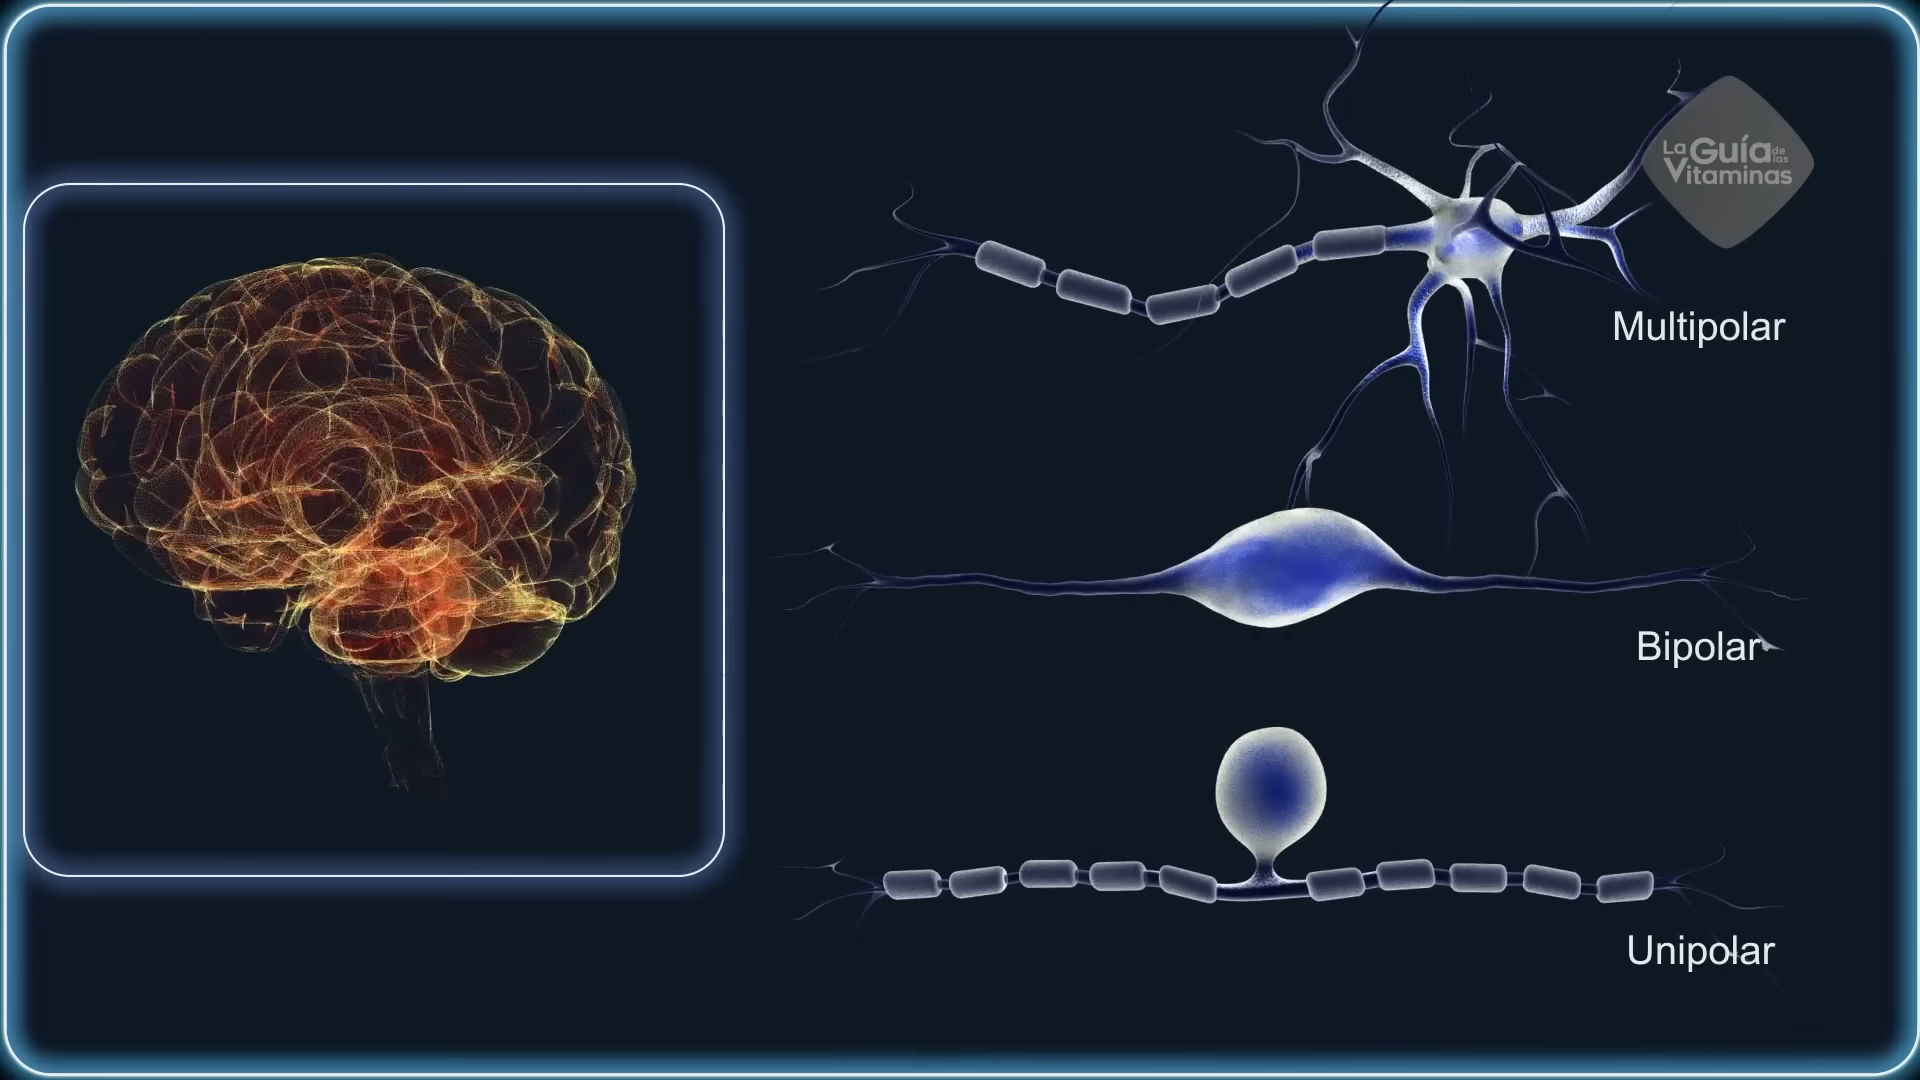 La Guía de las
Vitaminas
Multipolar
Bipolar
Unipolar